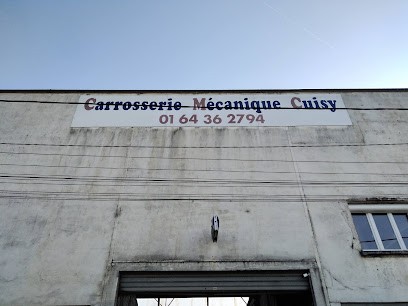 Carrosserie Mécanique Cuisy
01 64 36 2794